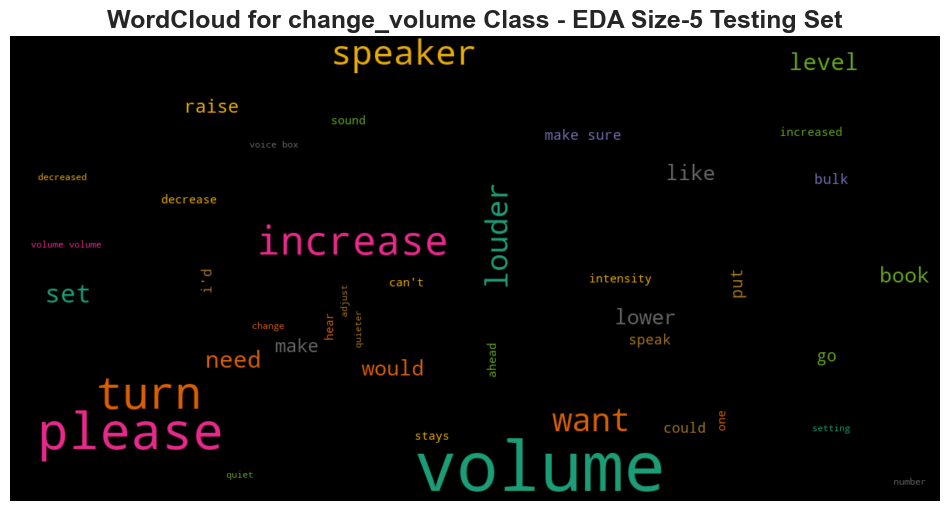 WordCloud for change_volume Class - EDA Size-5 Testing Set
speaker
level
raise
sound
make sure
increased
voice box
like
decreased
bulk
decrease
louder
increase
volume volume
i'd
can't
intensity
put
book
set
adjust
lower
change
hear
quieter
speak
make
need
ahead
go
would
turn
please
want
could
one
setting
stays
volume
quiet
number